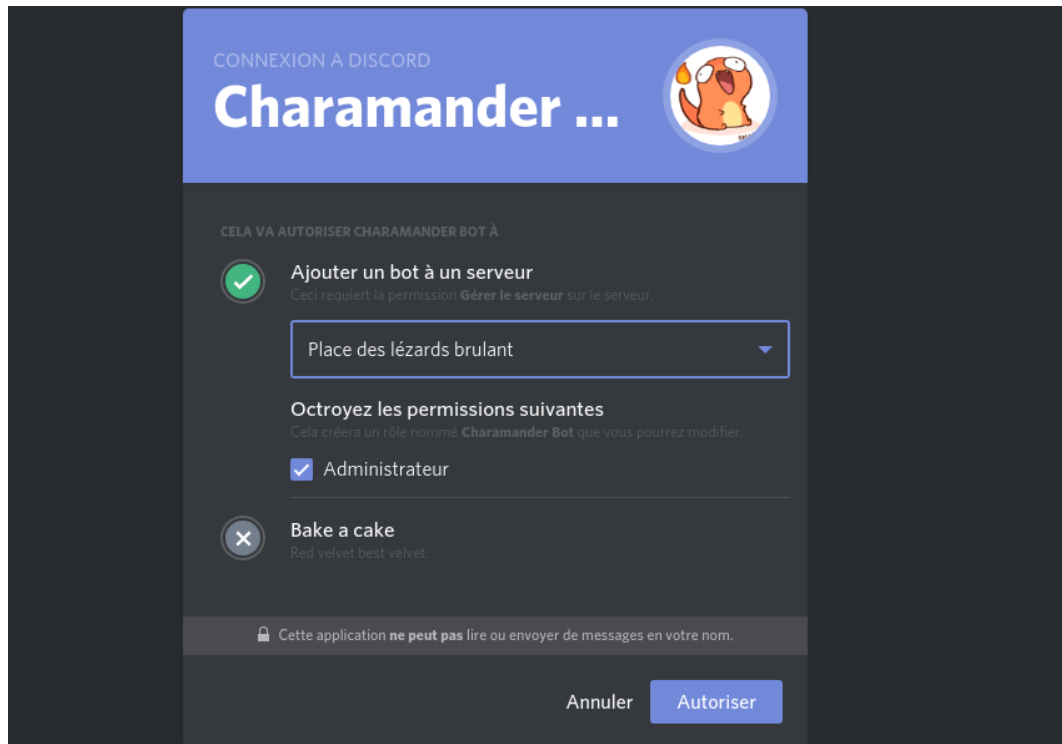 CONNEXION À DISCORD
Charamander ...
CELA VA AUTORISER CHARAMANDER BOT À
Ajouter un bot à un serveur
Ceci requiert la permission Gérer le serveur sur le serveur.
Place des lézards brulant
Octroyez les permissions suivantes
Cela créera un rôle nommé Charamander Bot que vous pourrez modifier.
Administrateur
Bake a cake
Red velvet best velvet.
Cette application ne peut pas lire ou envoyer de messages en votre nom.
Annuler
Autoriser